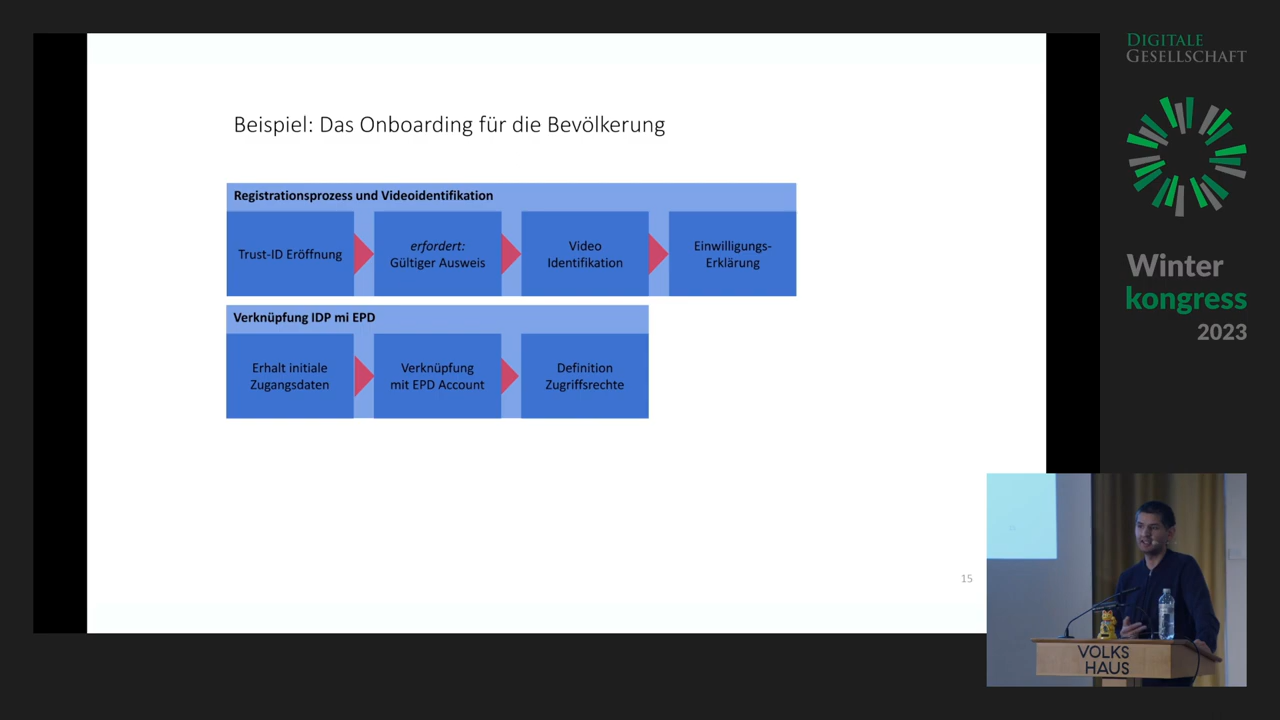 DIGITALE
GESELLSCHAFT
Beispiel: Das Onboarding für die Bevölkerung
Registrationsprozess und Videoidentifikation
Trust-ID Eröffnung
erfordert:
Gültiger Ausweis
Video
Identifikation
Einwilligungs-
Erklärung
Verknüpfung IDP mi EPD
Erhalt initiale
Zugangsdaten
Verknüpfung
mit EPD Account
Definition
Zugriffsrechte
15
Winter
kongress
2023
VOLKS
HAUS